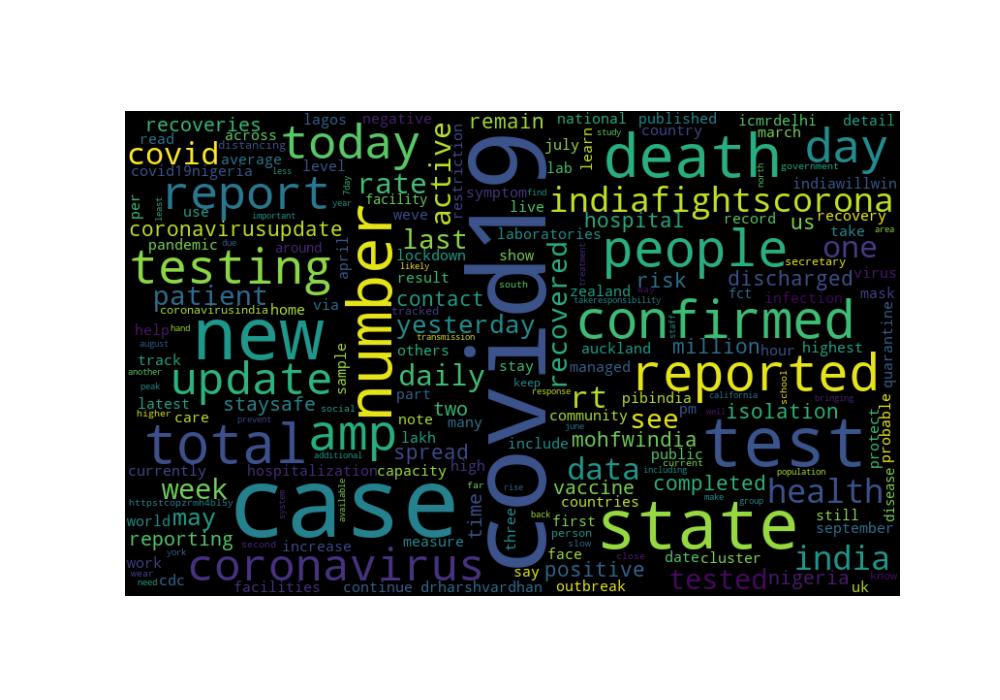 recoveries
lagos
negative
remain
national
published
icmrdelhi
detail
read
across
today
active
restriction
covid19
july
learn
study
country
march
death
day
covid
distancing
average
less
level
lab
north
government
covid19nigeria
report
7day
year
rate
symptom
find
live
indiafightscorona
indiawillwin
per
use
least
important
facility
weve
hospital
record
us
recovery
take
coronavirusupdate
number
last
laboratories
recovered
treatment
people
one
pandemic
due
around
april
lockdown
show
secretary
testing
likely
result
risk
discharged
virus
patient
via
tracked
contact
south
zealand
way
fct
infection
mask
coronavirusindia
home
takeresponsibility
new
help
hand
yesterday
confirmed
staff
quarantine
august
transmission
track
another
sample
others
auckland
million
hour
highest
peak
update
daily
stay
managed
reported
school
keep
response
rt
pibindia
california
bringing
latest
staysafe
social
part
two
higher
care
prevent
note
many
community
see
pm
well
isolation
protect
probable
total
amp
lakh
june
include
mohfwindia
test
additional
spread
public
currently
hospitalization
capacity
high
data
current
including
population
disease
week
case
system
available
far
rise
vaccine
completed
health
httpstcopzrmh4bl5y
countries
make
group
world
may
time
three
back
first
state
still
september
york
reporting
second
increase
measure
person
slow
work
coronavirus
face
close
date
cluster
india
wear
cdc
say
positive
tested
nigeria
know
need
facilities
continue
drharshvardhan
outbreak
uk
area